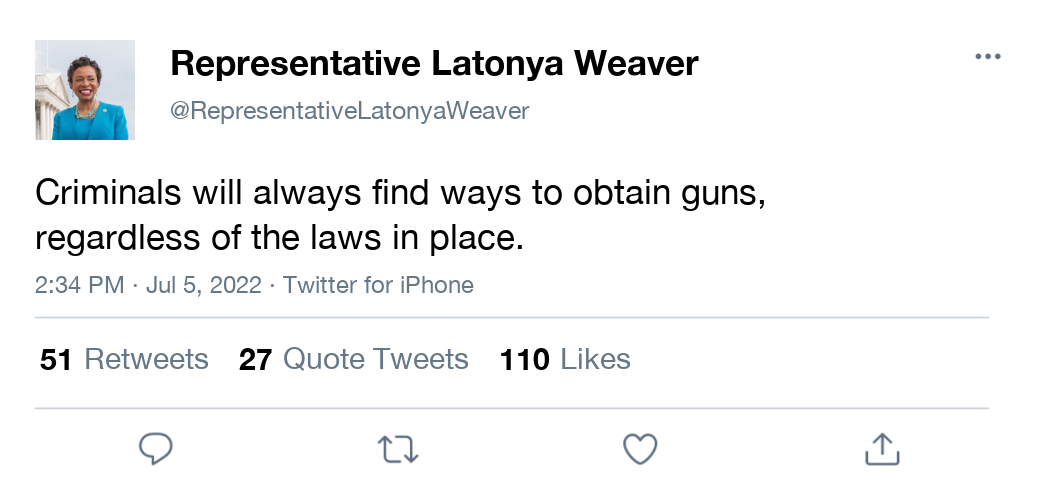 Representative Latonya Weaver
@RepresentativeLatonyaWeaver
Criminals will always find ways to obtain guns,
regardless of the laws in place.
2:34 PM · Jul 5, 2022 · Twitter for iPhone
51 Retweets 27 Quote Tweets 110 Likes